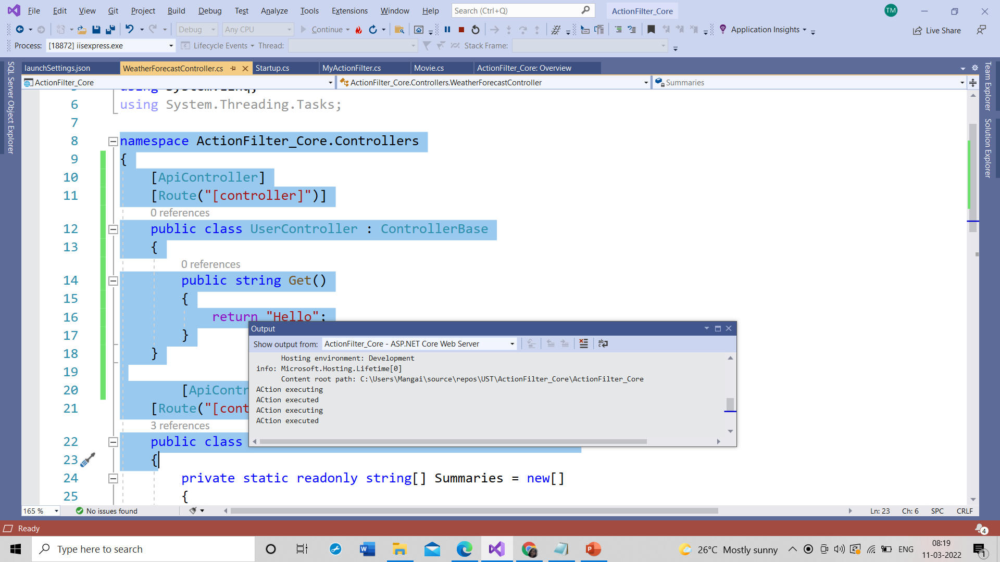 File Edit View Git Project Build Debug Test Analyze Tools Extensions Window Help Search (Ctrl+Q) ActionFilter_Core TM
Debug Any CPU Continue Application Insights Live Share
Process: [18872] iisexpress.exe Lifecycle Events Thread: Stack Frame:
SQL Server Object Explorer
Team Explorer
Solution Explorer
launchSettings.json WeatherForecastController.cs Startup.cs MyActionFilter.cs Movie.cs ActionFilter_Core: Overview
ActionFilter_Core ActionFilter_Core.Controllers.WeatherForecastController Summaries
6 using System.Threading.Tasks;
7
8 namespace ActionFilter_Core.Controllers
9 {
10 [ApiController]
11 [Route("[controller]")]
0 references
12 public class UserController : ControllerBase
13 {
0 references
14 public string Get()
15 {
16 return "Hello";
17 }
18 }
19
20 [ApiContr
21 [Route("[cont
3 references
22 public class
23 {
24 private static readonly string[] Summaries = new[]
25 {
Output
Show output from: ActionFilter_Core - ASP.NET Core Web Server
Hosting environment: Development
info: Microsoft.Hosting.Lifetime[0]
Content root path: C:\Users\Mangai\source\repos\UST\ActionFilter_Core\ActionFilter_Core
ACtion executing
ACtion executed
ACtion executing
ACtion executed
165 % No issues found Ln: 23 Ch: 6 SPC CRLF
Ready 4
Type here to search 26°C Mostly sunny ENG 08:19
11-03-2022 1